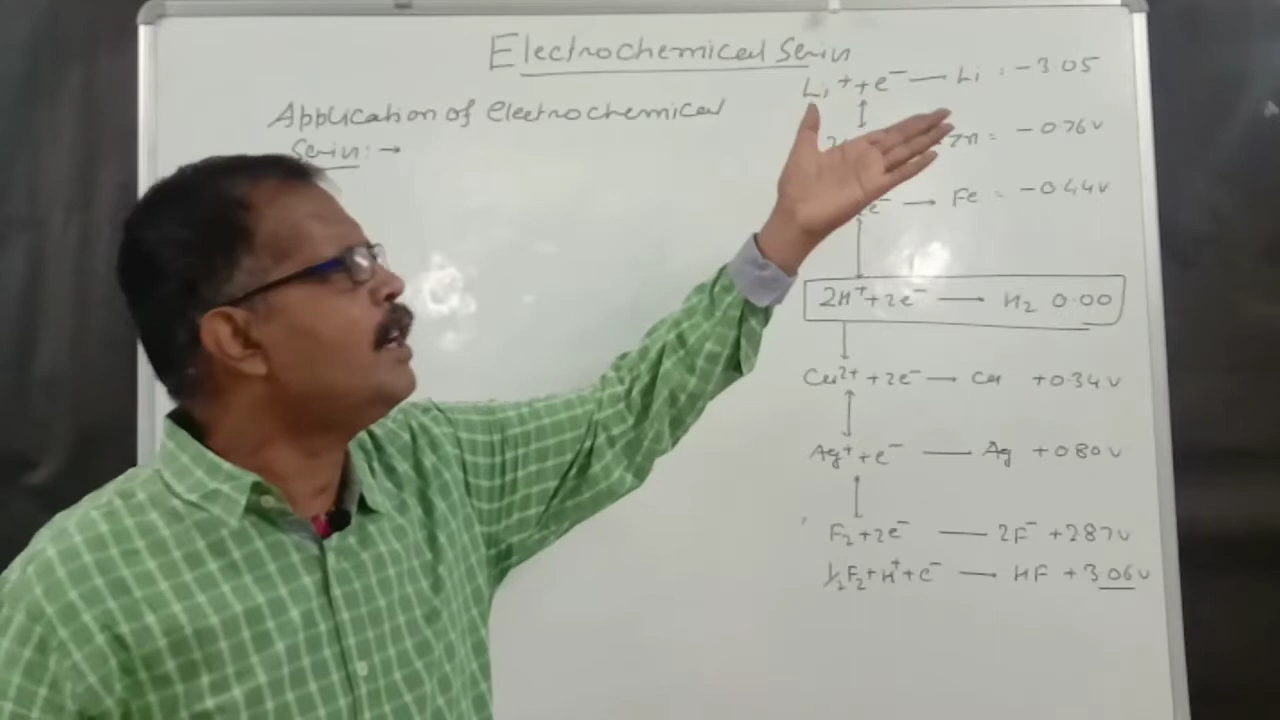 Electrochemical Serin
Application of electrochemical
Serin: →
Li⁺ + e⁻ — Li : -3.05
Zn = -0.76v
e⁻ → Fe = -0.44v
2H⁺+2e⁻ — H₂ 0.00
Cu²⁺ +2e⁻ — Cu +0.34v
Ag⁺+e⁻ — Ag +0.80v
F₂+2e⁻ — 2F⁻ +2.87v
½F₂+H⁺+e⁻ — HF +3.06v